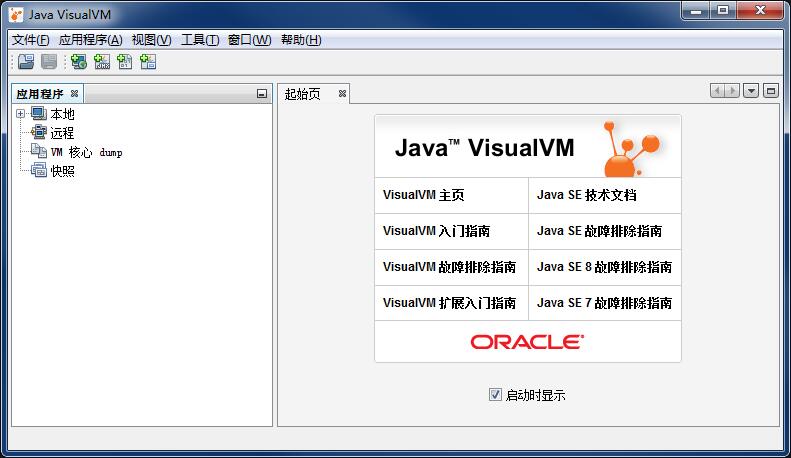 Java VisualVM
文件(F) 应用程序(A) 视图(V) 工具(T) 窗口(W) 帮助(H)
应用程序
本地
远程
VM 核心 dump
快照
起始页
Java™ VisualVM
VisualVM 主页 Java SE 技术文档
VisualVM 入门指南 Java SE 故障排除指南
VisualVM 故障排除指南 Java SE 8 故障排除指南
VisualVM 扩展入门指南 Java SE 7 故障排除指南
ORACLE
启动时显示